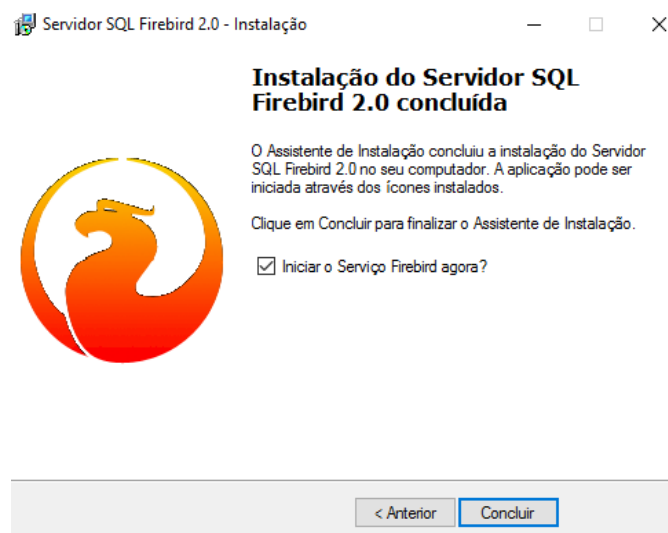 Servidor SQL Firebird 2.0 - Instalação
Instalação do Servidor SQL
Firebird 2.0 concluída
O Assistente de Instalação concluiu a instalação do Servidor
SQL Firebird 2.0 no seu computador. A aplicação pode ser
iniciada através dos ícones instalados.
Clique em Concluir para finalizar o Assistente de Instalação.
Iniciar o Serviço Firebird agora?
< Anterior
Concluir